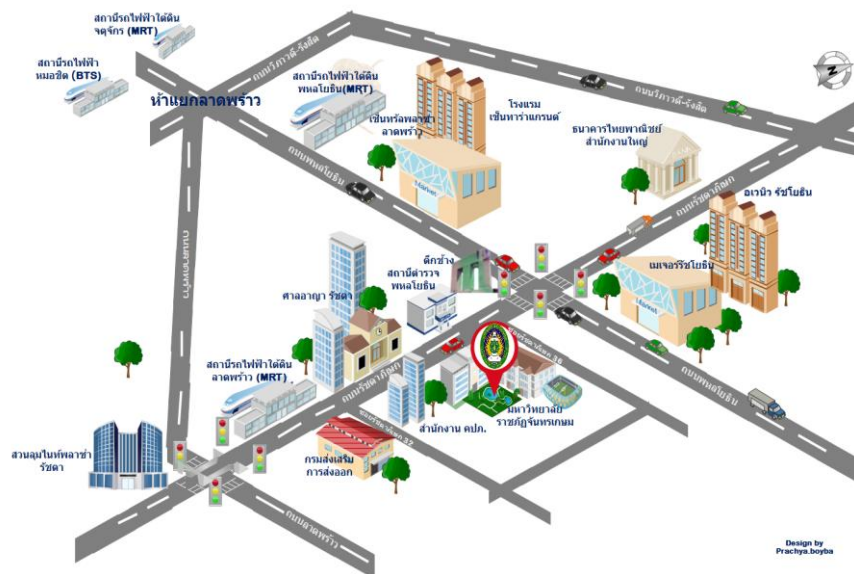 สถานีรถไฟฟ้าใต้ดิน
จตุจักร (MRT)
สถานีรถไฟฟ้า
หมอชิต (BTS)
ห้าแยกลาดพร้าว
ถนนวิภาวดี-รังสิต
สถานีรถไฟฟ้าใต้ดิน
พหลโยธิน(MRT)
เซ็นทรัลพลาซ่า
ลาดพร้าว
โรงแรม
เซ็นทาร่าแกรนด์
ถนนวิภาวดี-รังสิต
N
ธนาคารไทยพาณิชย์
สำนักงานใหญ่
ถนนพหลโยธิน
Market
ถนนรัชดาภิเษก
อเวนิว รัชโยธิน
ถนนลาดพร้าว
ตึกช้าง
สถานีตำรวจ
พหลโยธิน
เมเจอร์รัชโยธิน
Market
ศาลอาญา รัชดา
ซอยรัชดาภิเษก 36
ถนนพหลโยธิน
สถานีรถไฟฟ้าใต้ดิน
ลาดพร้าว (MRT)
ถนนรัชดาภิเษก
มหาวิทยาลัย
ราชภัฏจันทรเกษม
สำนักงาน คปภ.
ซอยรัชดาภิเษก 32
สวนลุมไนท์พลาซ่า
รัชดา
กรมส่งเสริม
การส่งออก
ถนนลาดพร้าว
Design by
Prachya.boyba